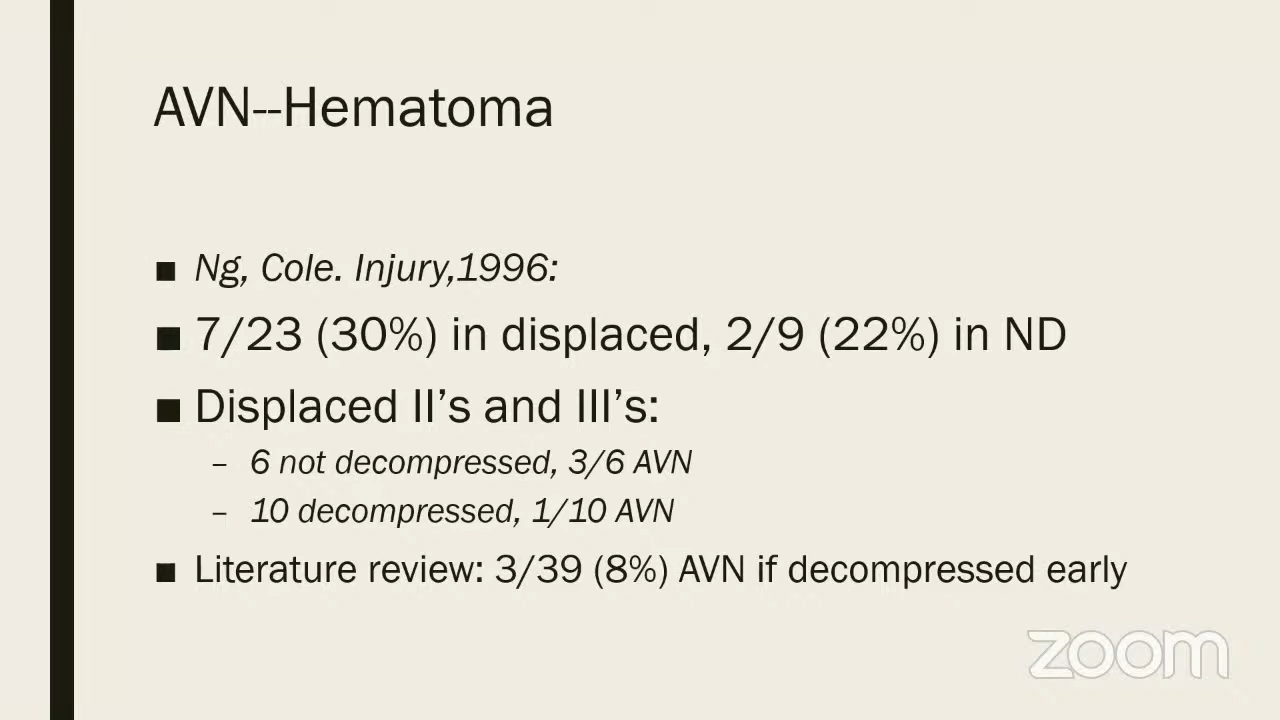 AVN--Hematoma
■ Ng, Cole. Injury,1996:
■ 7/23 (30%) in displaced, 2/9 (22%) in ND
■ Displaced II’s and III’s:
– 6 not decompressed, 3/6 AVN
– 10 decompressed, 1/10 AVN
■ Literature review: 3/39 (8%) AVN if decompressed early
zoom